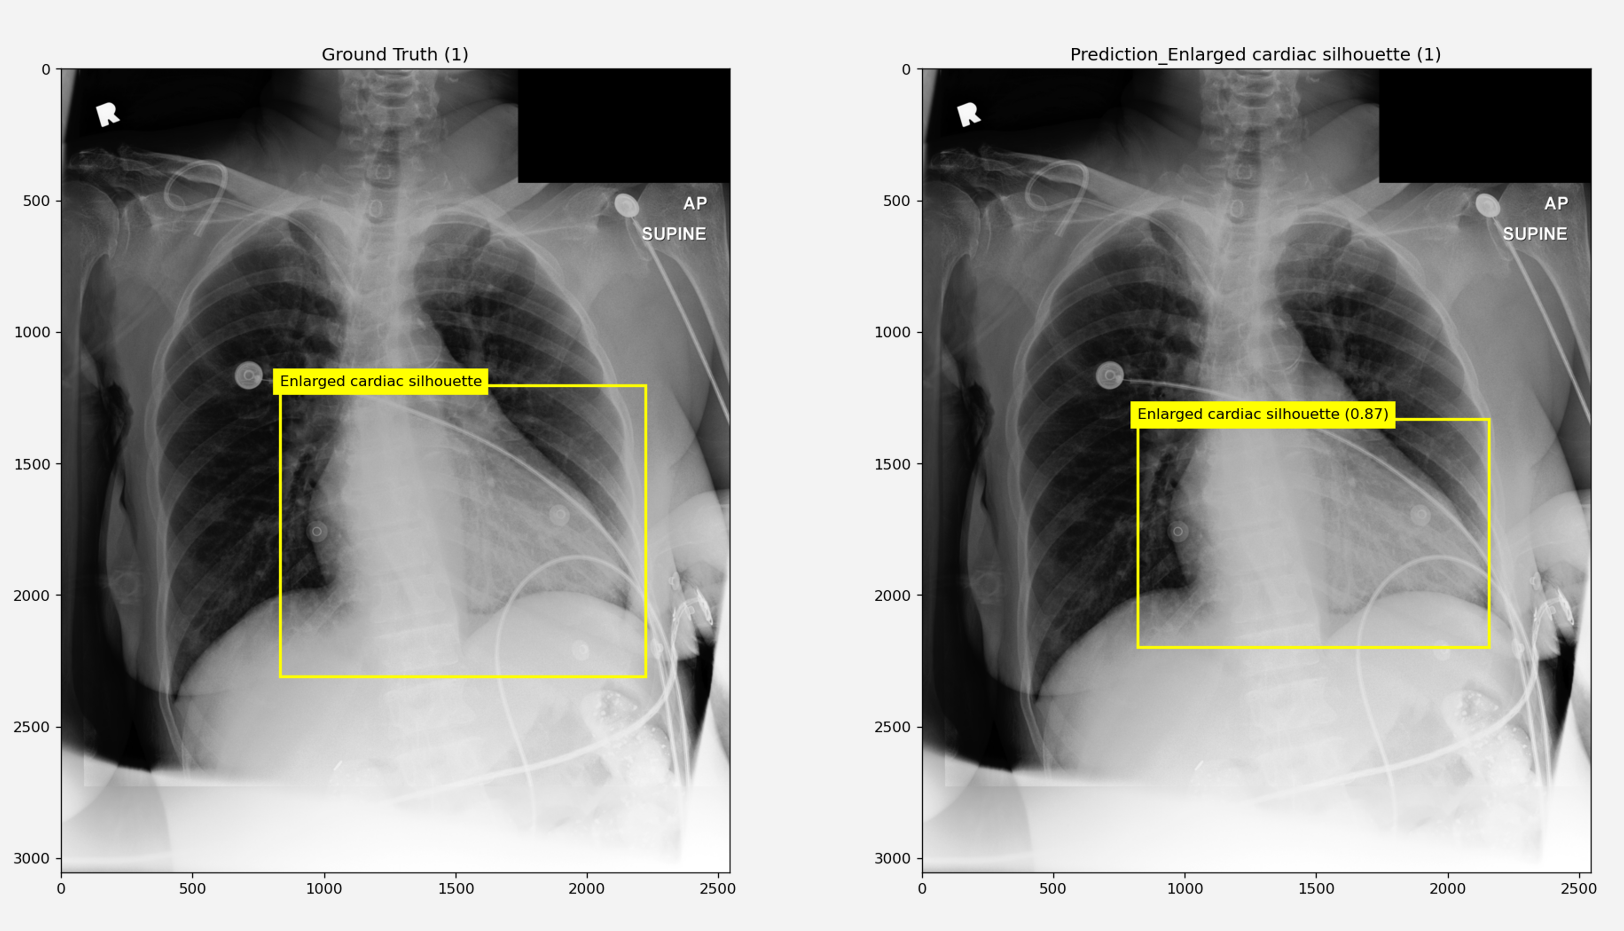 Ground Truth (1)
0
500
1000
1500
2000
2500
3000
0
500
1000
1500
2000
2500
R
AP
SUPINE
Enlarged cardiac silhouette
Prediction_Enlarged cardiac silhouette (1)
0
500
1000
1500
2000
2500
3000
0
500
1000
1500
2000
2500
R
AP
SUPINE
Enlarged cardiac silhouette (0.87)